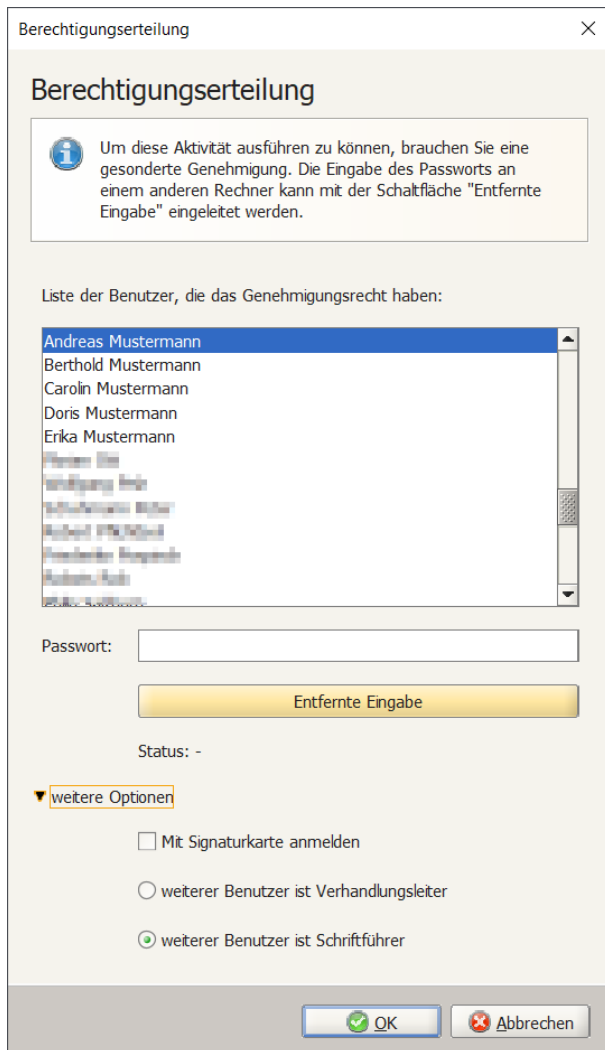 Berechtigungserteilung
Berechtigungserteilung
Um diese Aktivität ausführen zu können, brauchen Sie eine
gesonderte Genehmigung. Die Eingabe des Passworts an
einem anderen Rechner kann mit der Schaltfläche "Entfernte
Eingabe" eingeleitet werden.
Liste der Benutzer, die das Genehmigungsrecht haben:
Andreas Mustermann
Berthold Mustermann
Carolin Mustermann
Doris Mustermann
Erika Mustermann
Passwort:
Entfernte Eingabe
Status: -
weitere Optionen
Mit Signaturkarte anmelden
weiterer Benutzer ist Verhandlungsleiter
weiterer Benutzer ist Schriftführer
OK Abbrechen